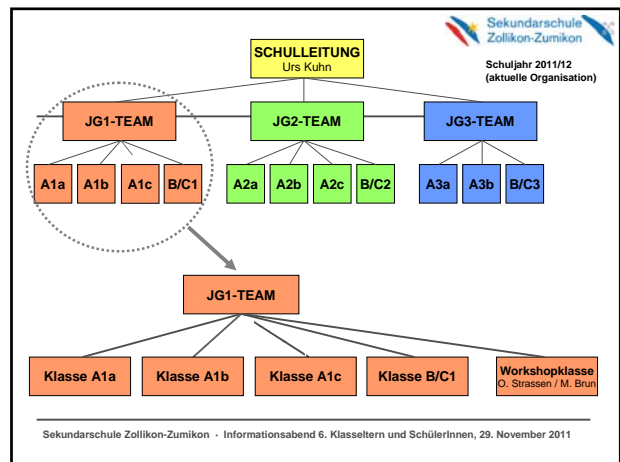 Sekundarschule
Zollikon-Zumikon
SCHULLEITUNG
Urs Kuhn
Schuljahr 2011/12
(aktuelle Organisation)
JG1-TEAM
JG2-TEAM
JG3-TEAM
A1a
A1b
A1c
B/C1
A2a
A2b
A2c
B/C2
A3a
A3b
B/C3
JG1-TEAM
Klasse A1a
Klasse A1b
Klasse A1c
Klasse B/C1
Workshopklasse
O. Strassen / M. Brun
Sekundarschule Zollikon-Zumikon · Informationsabend 6. Klasseltern und SchülerInnen, 29. November 2011